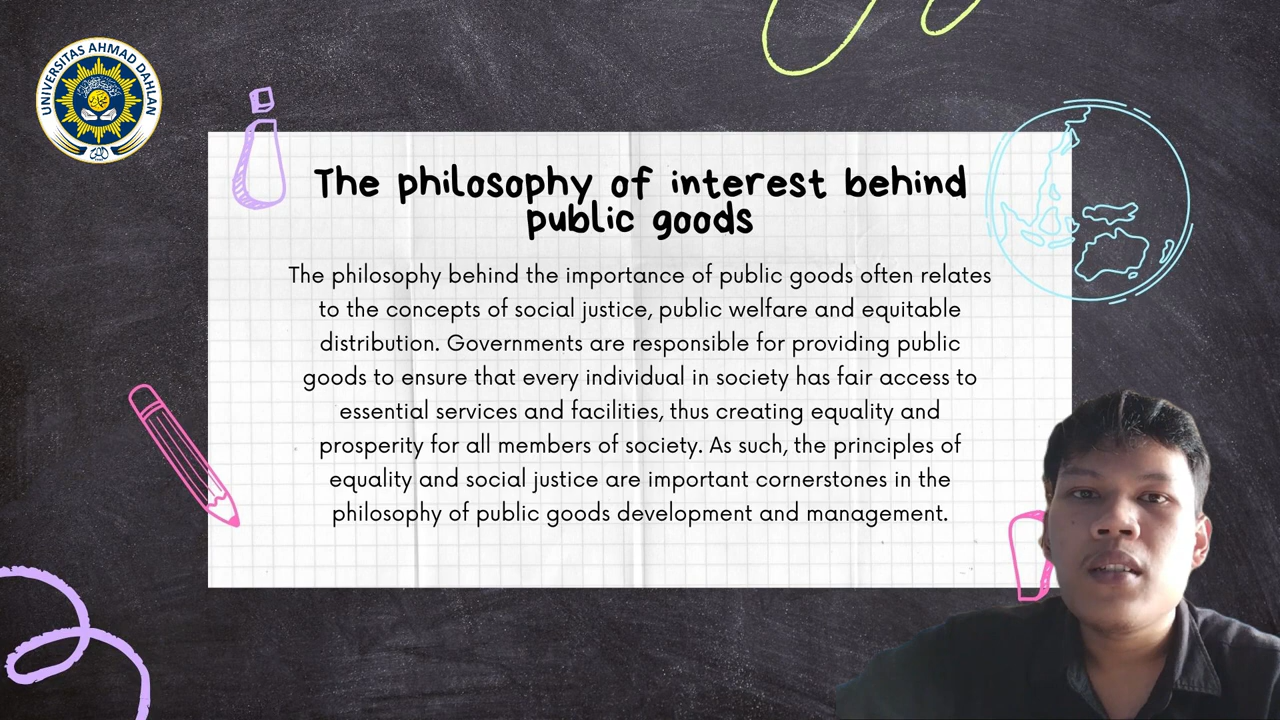 UNIVERSITAS AHMAD DAHLAN
The philosophy of interest behind
public goods
The philosophy behind the importance of public goods often relates
to the concepts of social justice, public welfare and equitable
distribution. Governments are responsible for providing public
goods to ensure that every individual in society has fair access to
essential services and facilities, thus creating equality and
prosperity for all members of society. As such, the principles of
equality and social justice are important cornerstones in the
philosophy of public goods development and management.